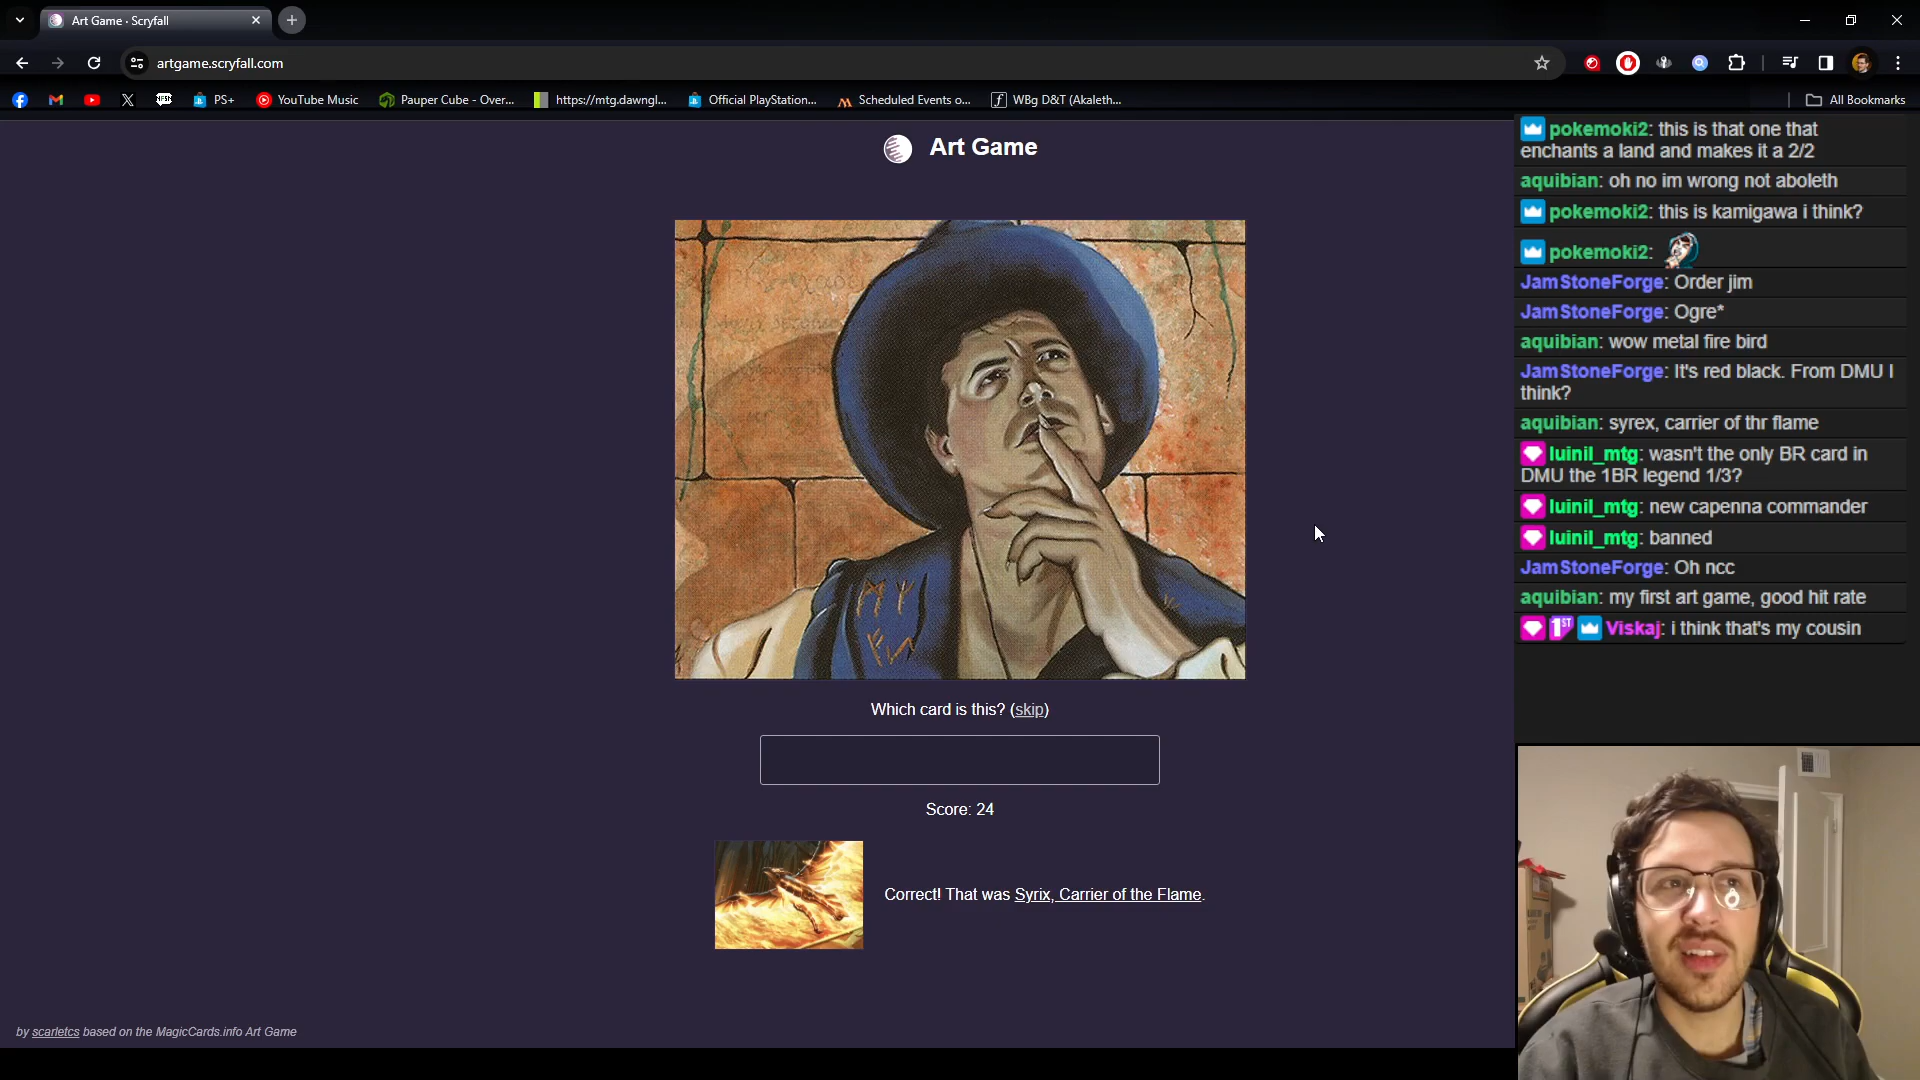 Art Game · Scryfall
artgame.scryfall.com
PS+
YouTube Music
Pauper Cube - Over...
https://mtg.dawngl...
Official PlayStation...
Scheduled Events o...
WBg D&T (Akaleth...
All Bookmarks
Art Game
Which card is this? (skip)
Score: 24
Correct! That was Syrix, Carrier of the Flame.
by scarletcs based on the MagicCards.info Art Game
pokemoki2: this is that one that
enchants a land and makes it a 2/2
aquibian: oh no im wrong not aboleth
pokemoki2: this is kamigawa i think?
pokemoki2:
JamStoneForge: Order jim
JamStoneForge: Ogre*
aquibian: wow metal fire bird
JamStoneForge: It's red black. From DMU I
think?
aquibian: syrex, carrier of thr flame
luinil_mtg: wasn't the only BR card in
DMU the 1BR legend 1/3?
luinil_mtg: new capenna commander
luinil_mtg: banned
JamStoneForge: Oh ncc
aquibian: my first art game, good hit rate
1ST Viskaj: i think that's my cousin